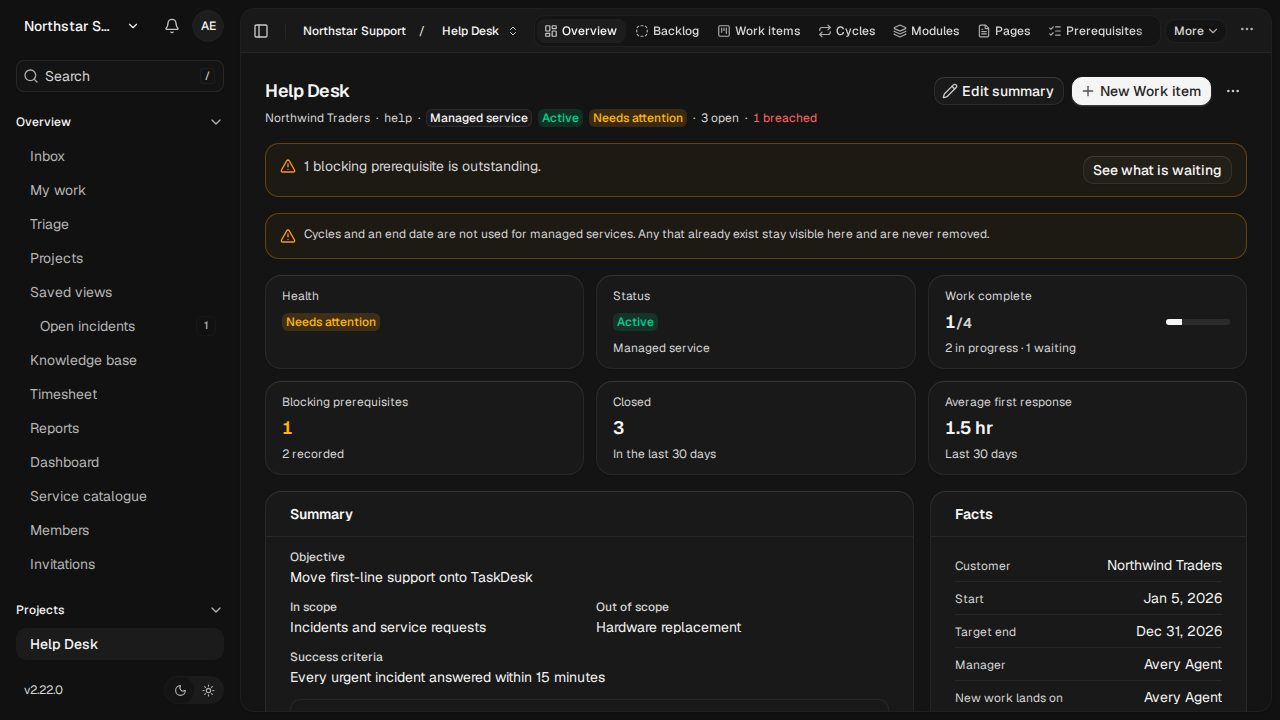 Northstar S...
AE
Northstar Support / Help Desk
Overview
Backlog
Work items
Cycles
Modules
Pages
Prerequisites
More
Search
/
Overview
Inbox
My work
Triage
Projects
Saved views
Open incidents
1
Knowledge base
Timesheet
Reports
Dashboard
Service catalogue
Members
Invitations
Projects
Help Desk
v2.22.0
Help Desk
Edit summary
New Work item
Northwind Traders · help · Managed service Active Needs attention · 3 open · 1 breached
1 blocking prerequisite is outstanding.
See what is waiting
Cycles and an end date are not used for managed services. Any that already exist stay visible here and are never removed.
Health
Needs attention
Status
Active
Managed service
Work complete
1/4
2 in progress · 1 waiting
Blocking prerequisites
1
2 recorded
Closed
3
In the last 30 days
Average first response
1.5 hr
Last 30 days
Summary
Objective
Move first-line support onto TaskDesk
In scope
Incidents and service requests
Out of scope
Hardware replacement
Success criteria
Every urgent incident answered within 15 minutes
Facts
Customer Northwind Traders
Start Jan 5, 2026
Target end Dec 31, 2026
Manager Avery Agent
New work lands on Avery Agent